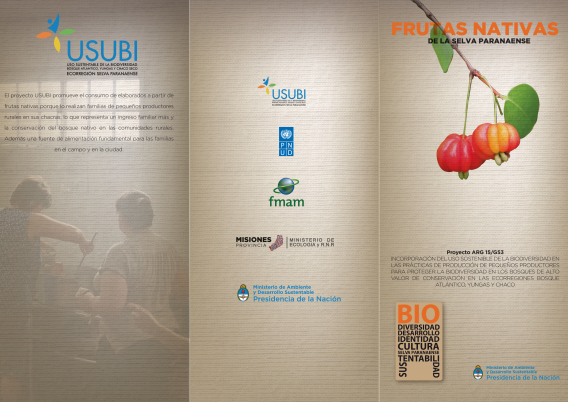 USUBI
USO SUSTENTABLE DE LA BIODIVERSIDAD
BOSQUE ATLÁNTICO, YUNGAS Y CHACO SECO
ECORREGIÓN SELVA PARANAENSE
El proyecto USUBI promueve el consumo de elaborados a partir de
frutas nativas porque lo realizan familias de pequeños productores
rurales en sus chacras, lo que representa un ingreso familiar más y
la conservación del bosque nativo en las comunidades rurales.
Además una fuente de alimentación fundamental para las familias
en el campo y en la ciudad.
USUBI
P N
U D
fmam
MISIONES
PROVINCIA
MINISTERIO DE
ECOLOGÍA y R.N.R
Ministerio de Ambiente
y Desarrollo Sustentable
Presidencia de la Nación
FRUTAS NATIVAS
DE LA SELVA PARANAENSE
Proyecto ARG 15/G53
INCORPORACIÓN DEL USO SOSTENIBLE DE LA BIODIVERSIDAD EN
LAS PRÁCTICAS DE PRODUCCIÓN DE PEQUEÑOS PRODUCTORES
PARA PROTEGER LA BIODIVERSIDAD EN LOS BOSQUES DE ALTO
VALOR DE CONSERVACIÓN EN LAS ECORREGIONES BOSQUE
ATLÁNTICO, YUNGAS Y CHACO
BIO
DIVERSIDAD
DESARROLLO
IDENTIDAD
CULTURA
SELVA PARANAENSE
SUSTENTABILIDAD
Ministerio de Ambiente
y Desarrollo Sustentable
Presidencia de la Nación